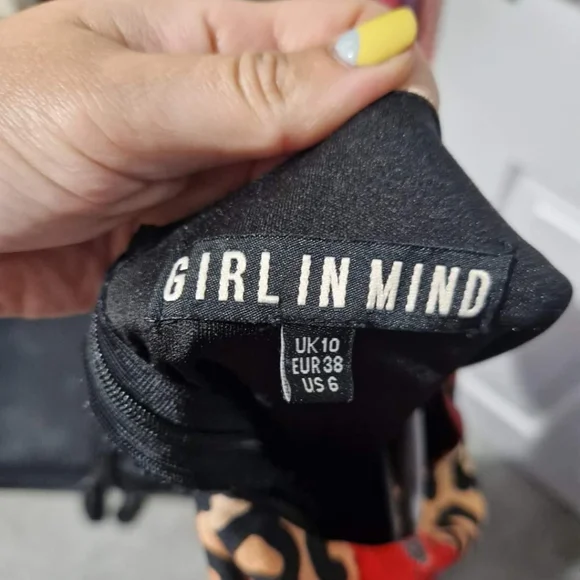 GIRL IN MIND
UK 10
EUR 38
US 6